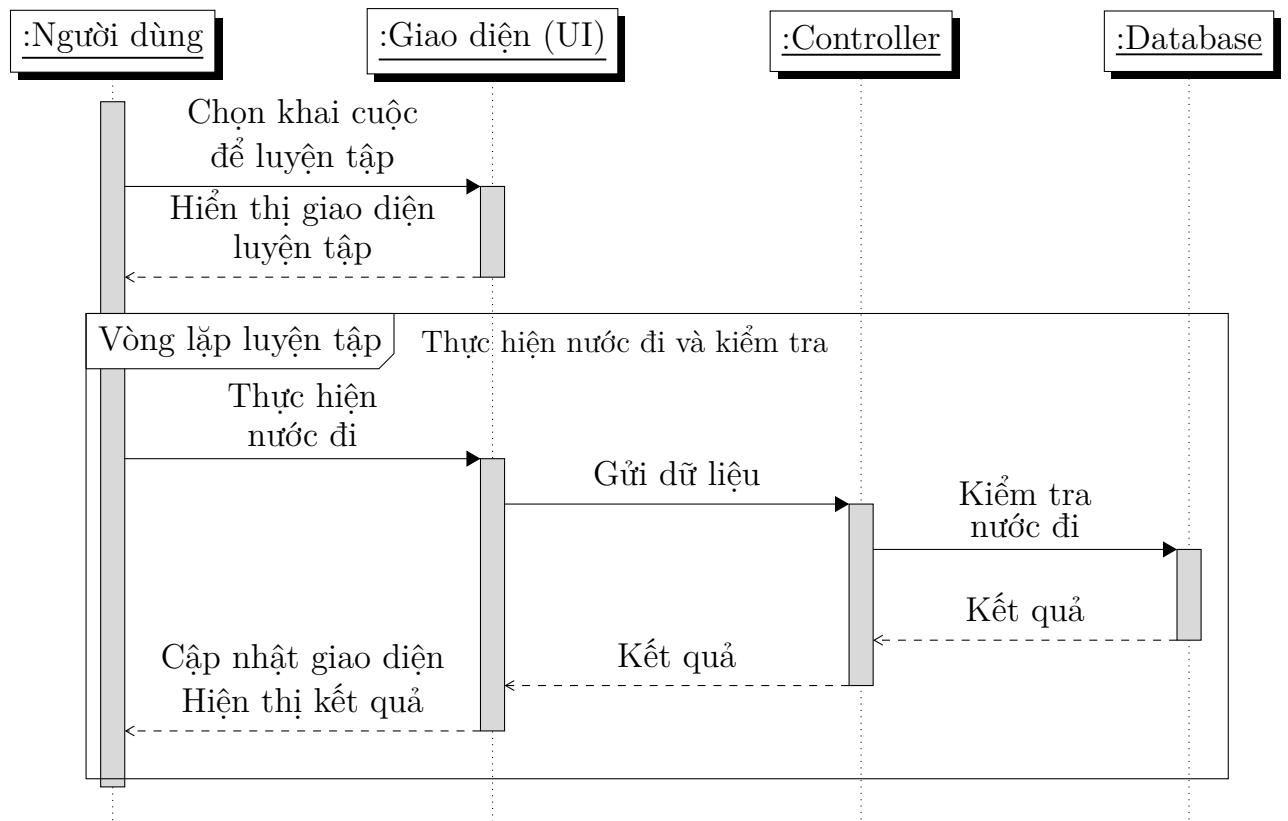 :Người dùng
:Giao diện (UI)
:Controller
:Database
Chọn khai cuộc
để luyện tập
Hiển thị giao diện
luyện tập
Vòng lặp luyện tập
Thực hiện nước đi và kiểm tra
Thực hiện
nước đi
Gửi dữ liệu
Kiểm tra
nước đi
Kết quả
Kết quả
Cập nhật giao diện
Hiện thị kết quả